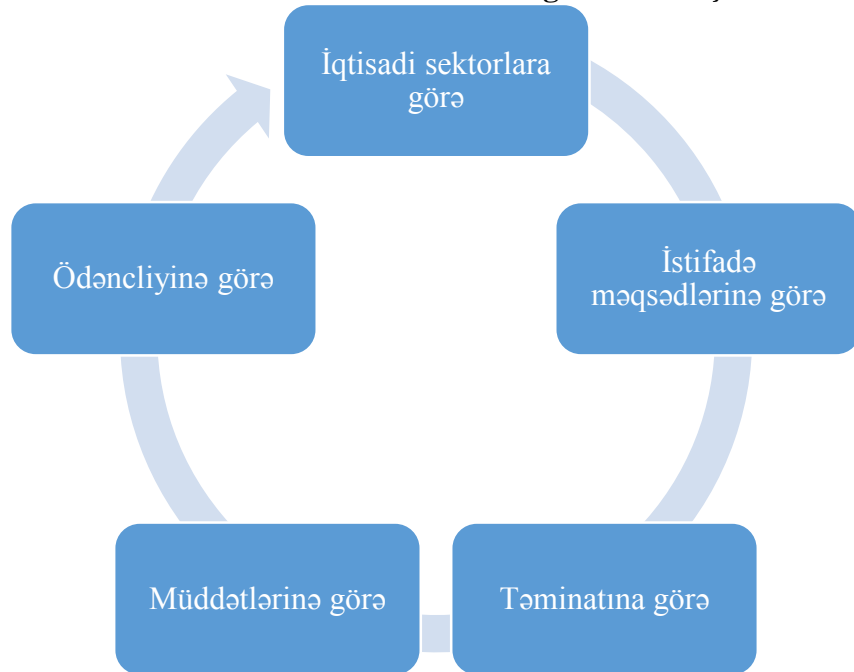 İqtisadi sektorlara
görə
İstifadə
məqsədlərinə görə
Təminatına görə
Müddətlərinə görə
Ödəncliyinə görə